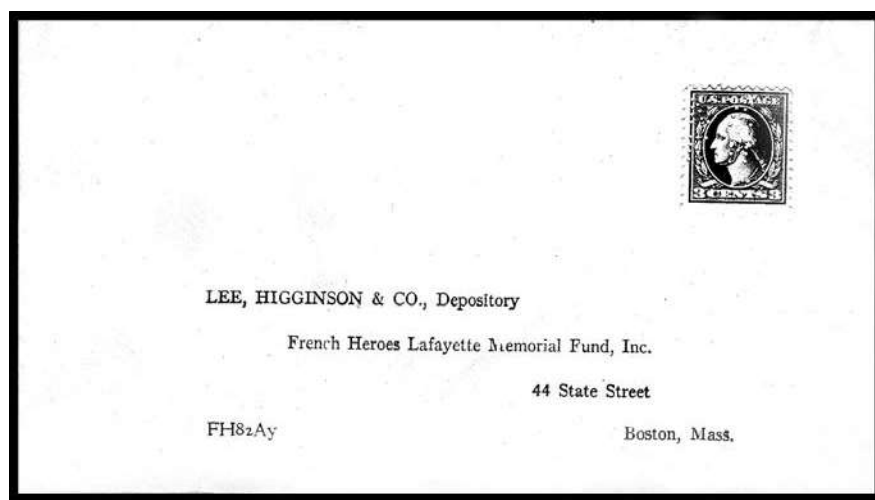 U.S. POSTAGE
3 CENTS 3
LEE, HIGGINSON & CO., Depository
French Heroes Lafayette Memorial Fund, Inc.
44 State Street
FH82Ay
Boston, Mass.